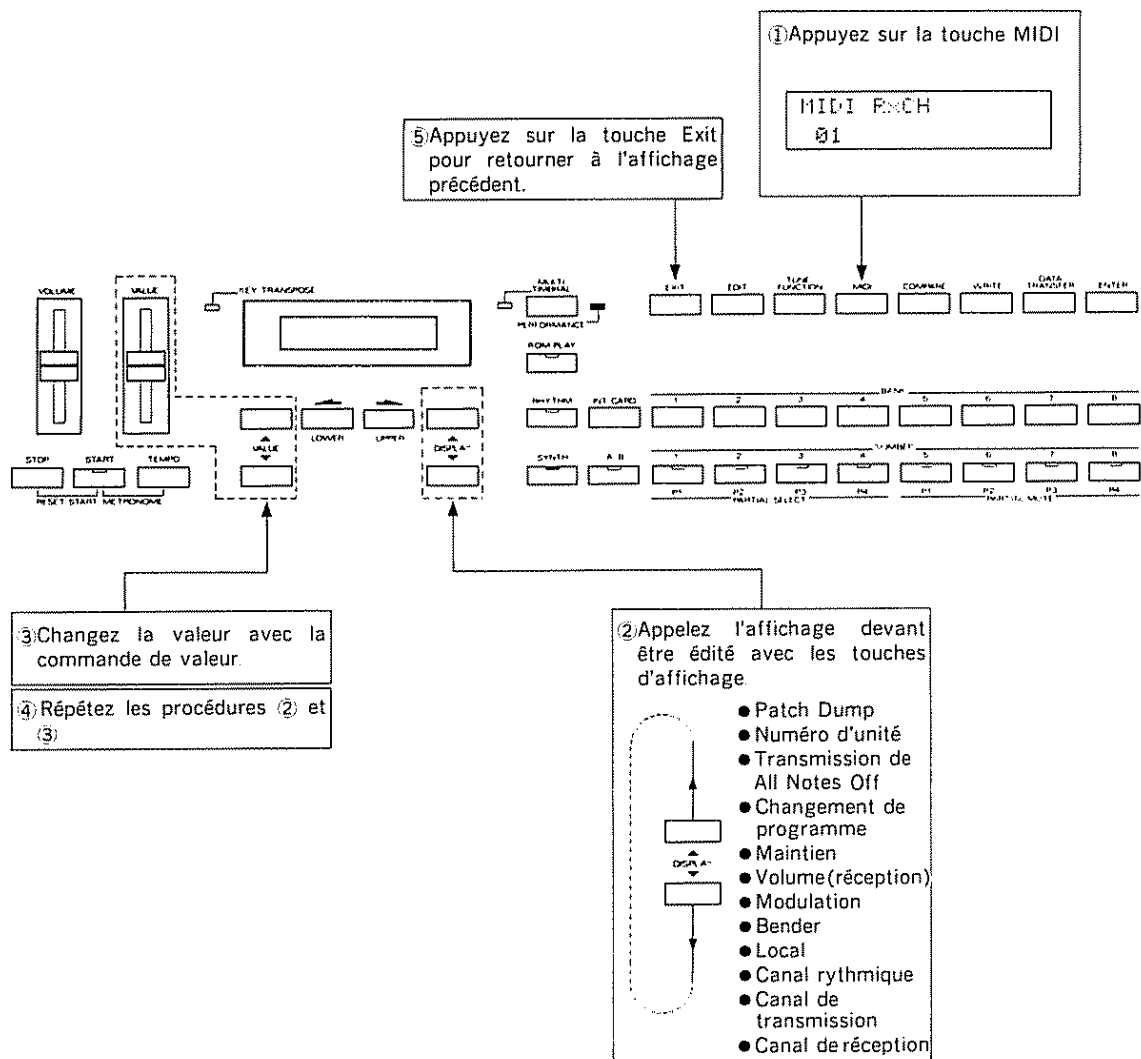 ①Appuyez sur la touche MIDI
MIDI RxCH
01
⑤Appuyez sur la touche Exit
pour retourner à l'affichage
précédent.
VOLUME
VALUE
KEY TRANSPOSE
MULTI
TIMBRAL
PERFORMANCE
EXIT
EDIT
TUNE
FUNCTION
MIDI
COMPARE
WRITE
DATA
TRANSFER
ENTER
ROM PLAY
BANK
RHYTHM
INT CARD
1
2
3
4
5
6
7
8
LOWER
UPPER
VALUE
DISPLAY
NUMBER
STOP
START
TEMPO
SYNTH
A B
1
2
3
4
5
6
7
8
RESET START METRONOME
P1
P2
P3
P4
P1
P2
P3
P4
PARTIAL SELECT
PARTIAL MUTE
③Changez la valeur avec la
commande de valeur.
④Répétez les procédures ② et
③
②Appelez l'affichage devant
être édité avec les touches
d'affichage.
●Patch Dump
●Numéro d'unité
●Transmission de
All Notes Off
●Changement de
programme
●Maintien
●Volume(réception)
●Modulation
●Bender
●Local
●Canal rythmique
●Canal de
transmission
●Canal de réception
DISPLAY